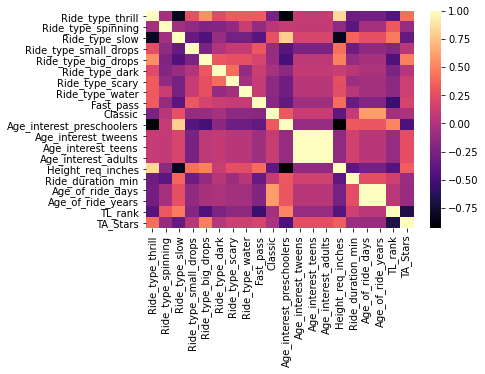 Ride_type_thrill
Ride_type_spinning
Ride_type_slow
Ride_type_small_drops
Ride_type_big_drops
Ride_type_dark
Ride_type_scary
Ride_type_water
Fast_pass
Classic
Age_interest_preschoolers
Age_interest_tweens
Age_interest_teens
Age_interest_adults
Height_req_inches
Ride_duration_min
Age_of_ride_days
Age_of_ride_years
TL_rank
TA_Stars
Ride_type_thrill
Ride_type_spinning
Ride_type_slow
Ride_type_small_drops
Ride_type_big_drops
Ride_type_dark
Ride_type_scary
Ride_type_water
Fast_pass
Classic
Age_interest_preschoolers
Age_interest_tweens
Age_interest_teens
Age_interest_adults
Height_req_inches
Ride_duration_min
Age_of_ride_days
Age_of_ride_years
TL_rank
TA_Stars
1.00
0.75
0.50
0.25
0.00
−0.25
−0.50
−0.75